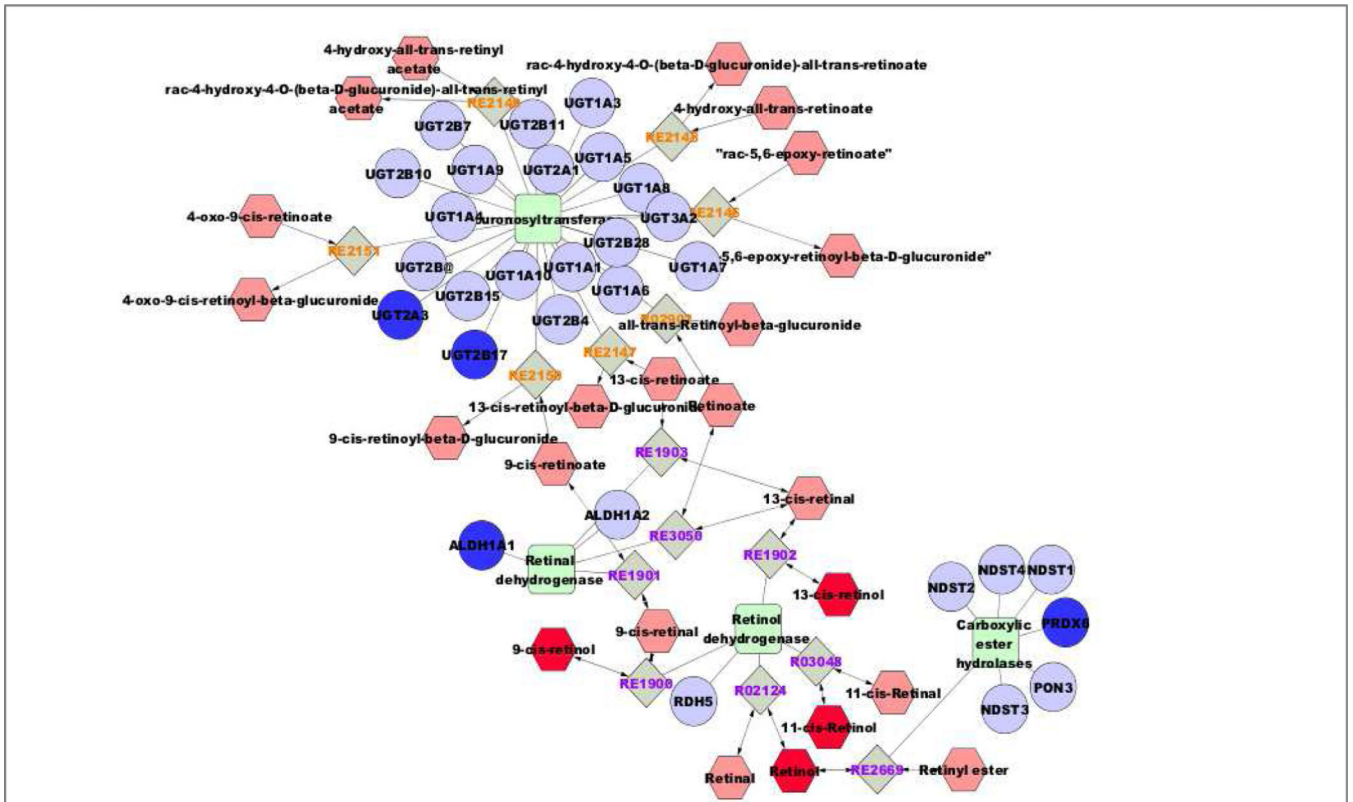 4-hydroxy-all-trans-retinyl
acetate
rac-4-hydroxy-4-O-(beta-D-glucuronide)-all-trans-retinoate
rac-4-hydroxy-4-O-(beta-D-glucuronide)-all-trans-retinyl
acetate
UGT1A3
4-hydroxy-all-trans-retinoate
UGT2B7
UGT2B11
RE2148
"rac-5,6-epoxy-retinoate"
UGT1A5
UGT2B10
UGT1A9
UGT2A1
UGT1A8
4-oxo-9-cis-retinoate
UGT1A4
uronosyltransferas
UGT3A2
RE2146
RE2151
UGT2B28
5,6-epoxy-retinoyl-beta-D-glucuronide"
UGT2B@
UGT1A10
UGT1A1
UGT1A7
4-oxo-9-cis-retinoyl-beta-glucuronide
UGT2B15
UGT1A6
UGT2A3
UGT2B4
all-trans-Retinoyl-beta-glucuronide
UGT2B17
RE2147
RE2150
13-cis-retinoate
13-cis-retinoyl-beta-D-glucuronide
Retinoate
9-cis-retinoyl-beta-D-glucuronide
RE1903
9-cis-retinoate
13-cis-retinal
ALDH1A2
ALDH1A1
RE3050
RE1902
Retinal
dehydrogenase
RE1901
NDST4
NDST1
NDST2
13-cis-retinol
9-cis-retinal
Retinol
dehydrogenase
Carboxylic
ester
hydrolases
PRDX6
9-cis-retinol
R03048
RE1900
R02124
11-cis-Retinal
PON3
RDH5
NDST3
11-cis-Retinol
Retinal
Retinol
RE2669
Retinyl ester